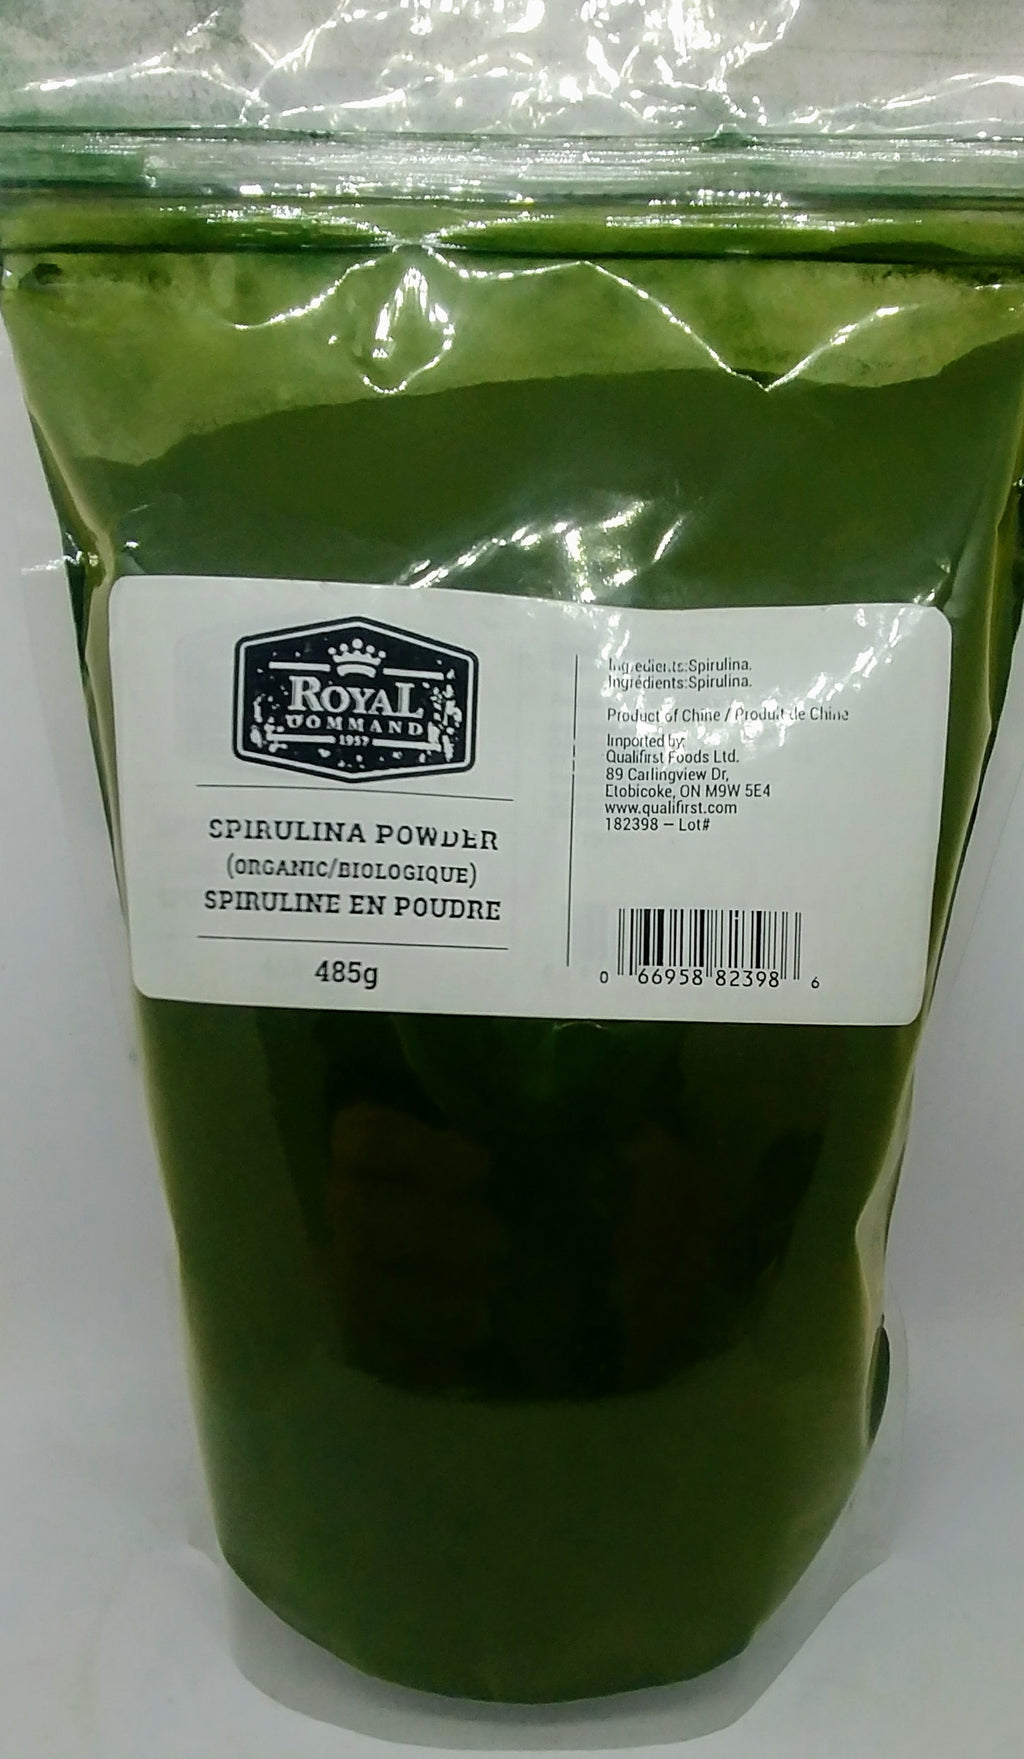 ROYAL
COMMAND
1957
SPIRULINA POWDER
(ORGANIC/BIOLOGIQUE)
SPIRULINE EN POUDRE
485g
Ingredients:Spirulina.
Ingrédients:Spirulina.
Product of Chine / Produit de Chine
Imported by:
Qualifirst Foods Ltd.
89 Carlingview Dr,
Etobicoke, ON M9W 5E4
www.qualifirst.com
182398 – Lot#
0 66958 82398 6